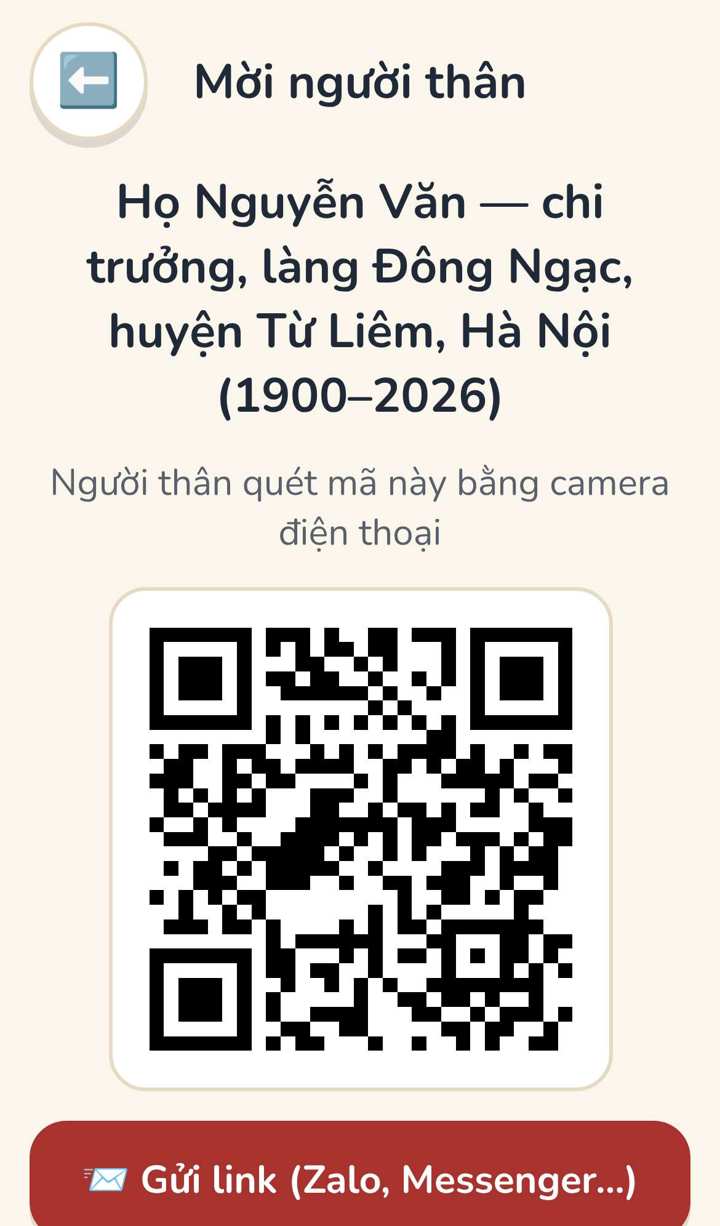 Mời người thân
Họ Nguyễn Văn — chi
trưởng, làng Đông Ngạc,
huyện Từ Liêm, Hà Nội
(1900–2026)
Người thân quét mã này bằng camera
điện thoại
Gửi link (Zalo, Messenger...)